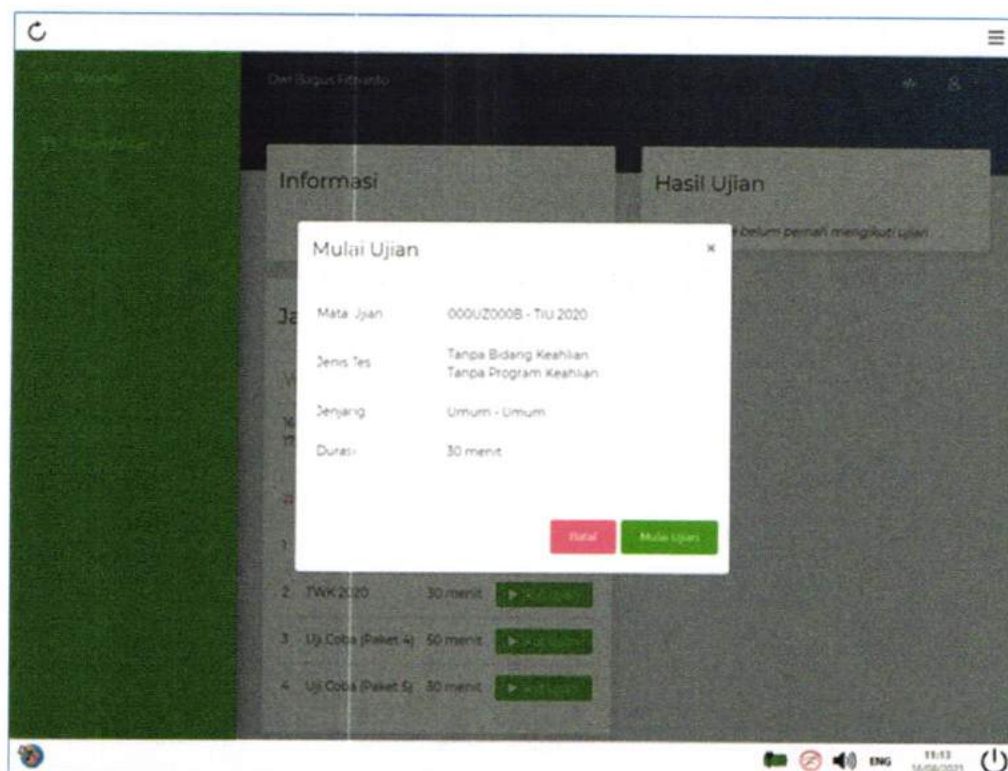 Dwi Bagus Fitrianto
Informasi
Hasil Ujian
belum pernah mengikuti ujian
Mulai Ujian
×
Mata Ujian 000UZ000B - TIU 2020
Jenis Tes Tanpa Bidang Keahlian
Tanpa Program Keahlian
Jenjang Umum - Umum
Durasi 30 menit
Batal Mulai Ujian
2 TWK 2020 30 menit
3 Uji Coba (Paket 4) 50 menit
4 Uji Coba (Paket 5)
ENG 11:13